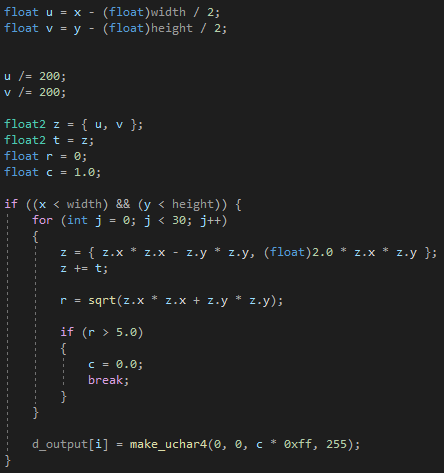 float u = x - (float)width / 2;
float v = y - (float)height / 2;
u /= 200;
v /= 200;
float2 z = { u, v };
float2 t = z;
float r = 0;
float c = 1.0;
if ((x < width) && (y < height)) {
for (int j = 0; j < 30; j++)
{
z = { z.x * z.x - z.y * z.y, (float)2.0 * z.x * z.y };
z += t;
r = sqrt(z.x * z.x + z.y * z.y);
if (r > 5.0)
{
c = 0.0;
break;
}
}
d_output[i] = make_uchar4(0, 0, c * 0xff, 255);
}